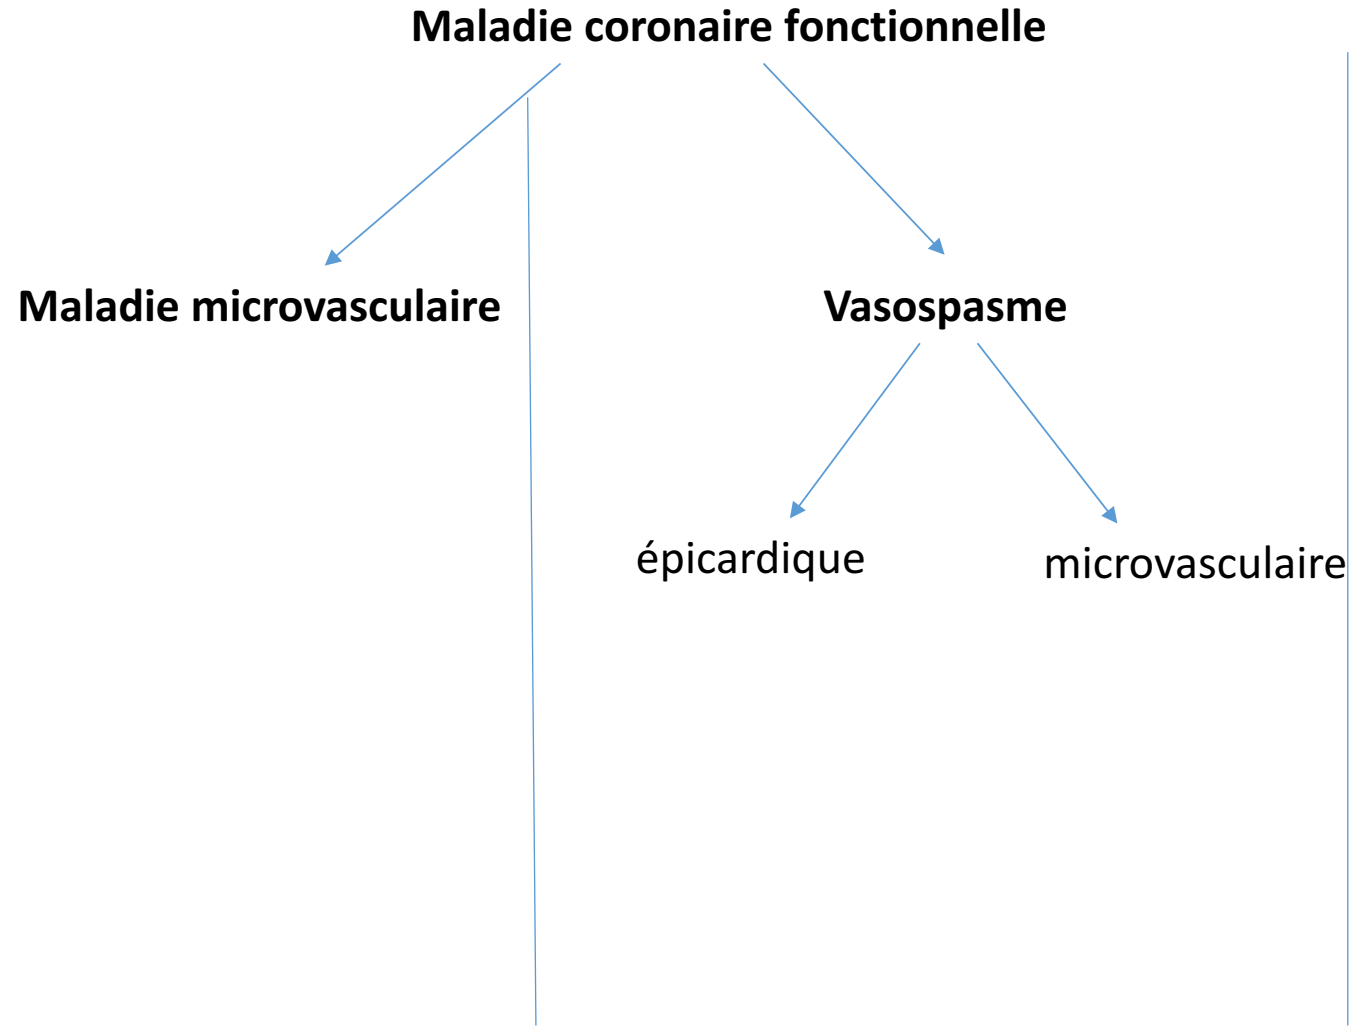 Maladie coronaire fonctionnelle
Maladie microvasculaire
Vasospasme
épicardique
microvasculaire